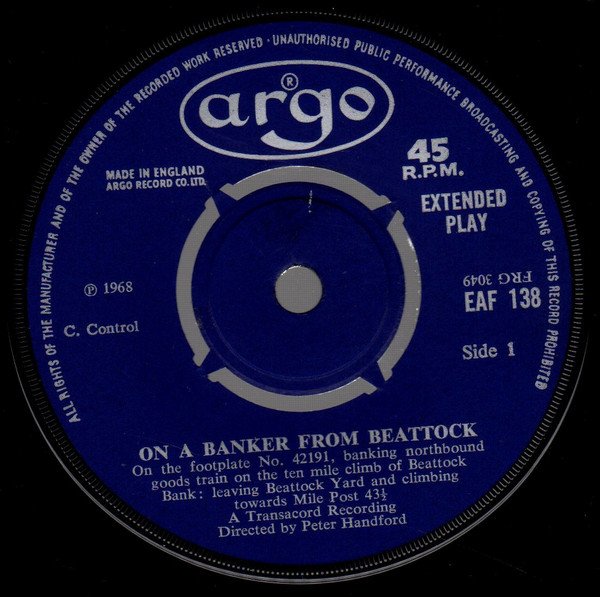 ALL RIGHTS OF THE MANUFACTURER AND OF THE OWNER OF THE RECORDED WORK RESERVED · UNAUTHORISED PUBLIC PERFORMANCE BROADCASTING AND COPYING OF THIS RECORD PROHIBITED
argo ®
MADE IN ENGLAND
ARGO RECORD CO. LTD.
45
R.P.M.
EXTENDED
PLAY
℗ 1968
FRG 3049
EAF 138
C. Control
Side 1
ON A BANKER FROM BEATTOCK
On the footplate No. 42191, banking northbound
goods train on the ten mile climb of Beattock
Bank: leaving Beattock Yard and climbing
towards Mile Post 43½
A Transacord Recording
Directed by Peter Handford